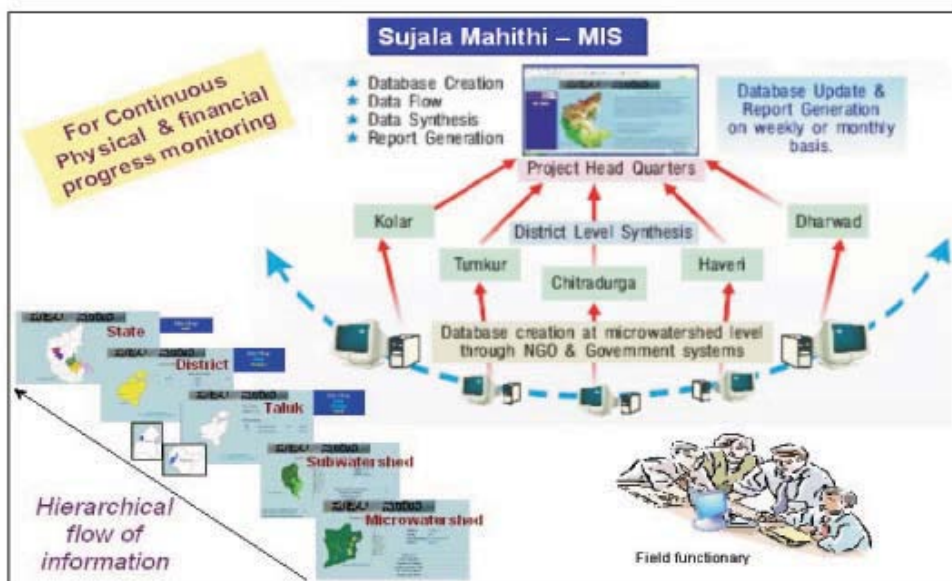 Sujala Mahithi – MIS
For Continuous
Physical & financial
progress monitoring
Database Creation
Data Flow
Data Synthesis
Report Generation
Database Update &
Report Generation
on weekly or monthly
basis.
Project Head Quarters
Kolar
Dharwad
District Level Synthesis
Tumkur
Haveri
Chitradurga
Database creation at microwatershed level
through NGO & Government systems
State
District
Taluk
Subwatershed
Microwatershed
Hierarchical
flow of
information
Field functionary